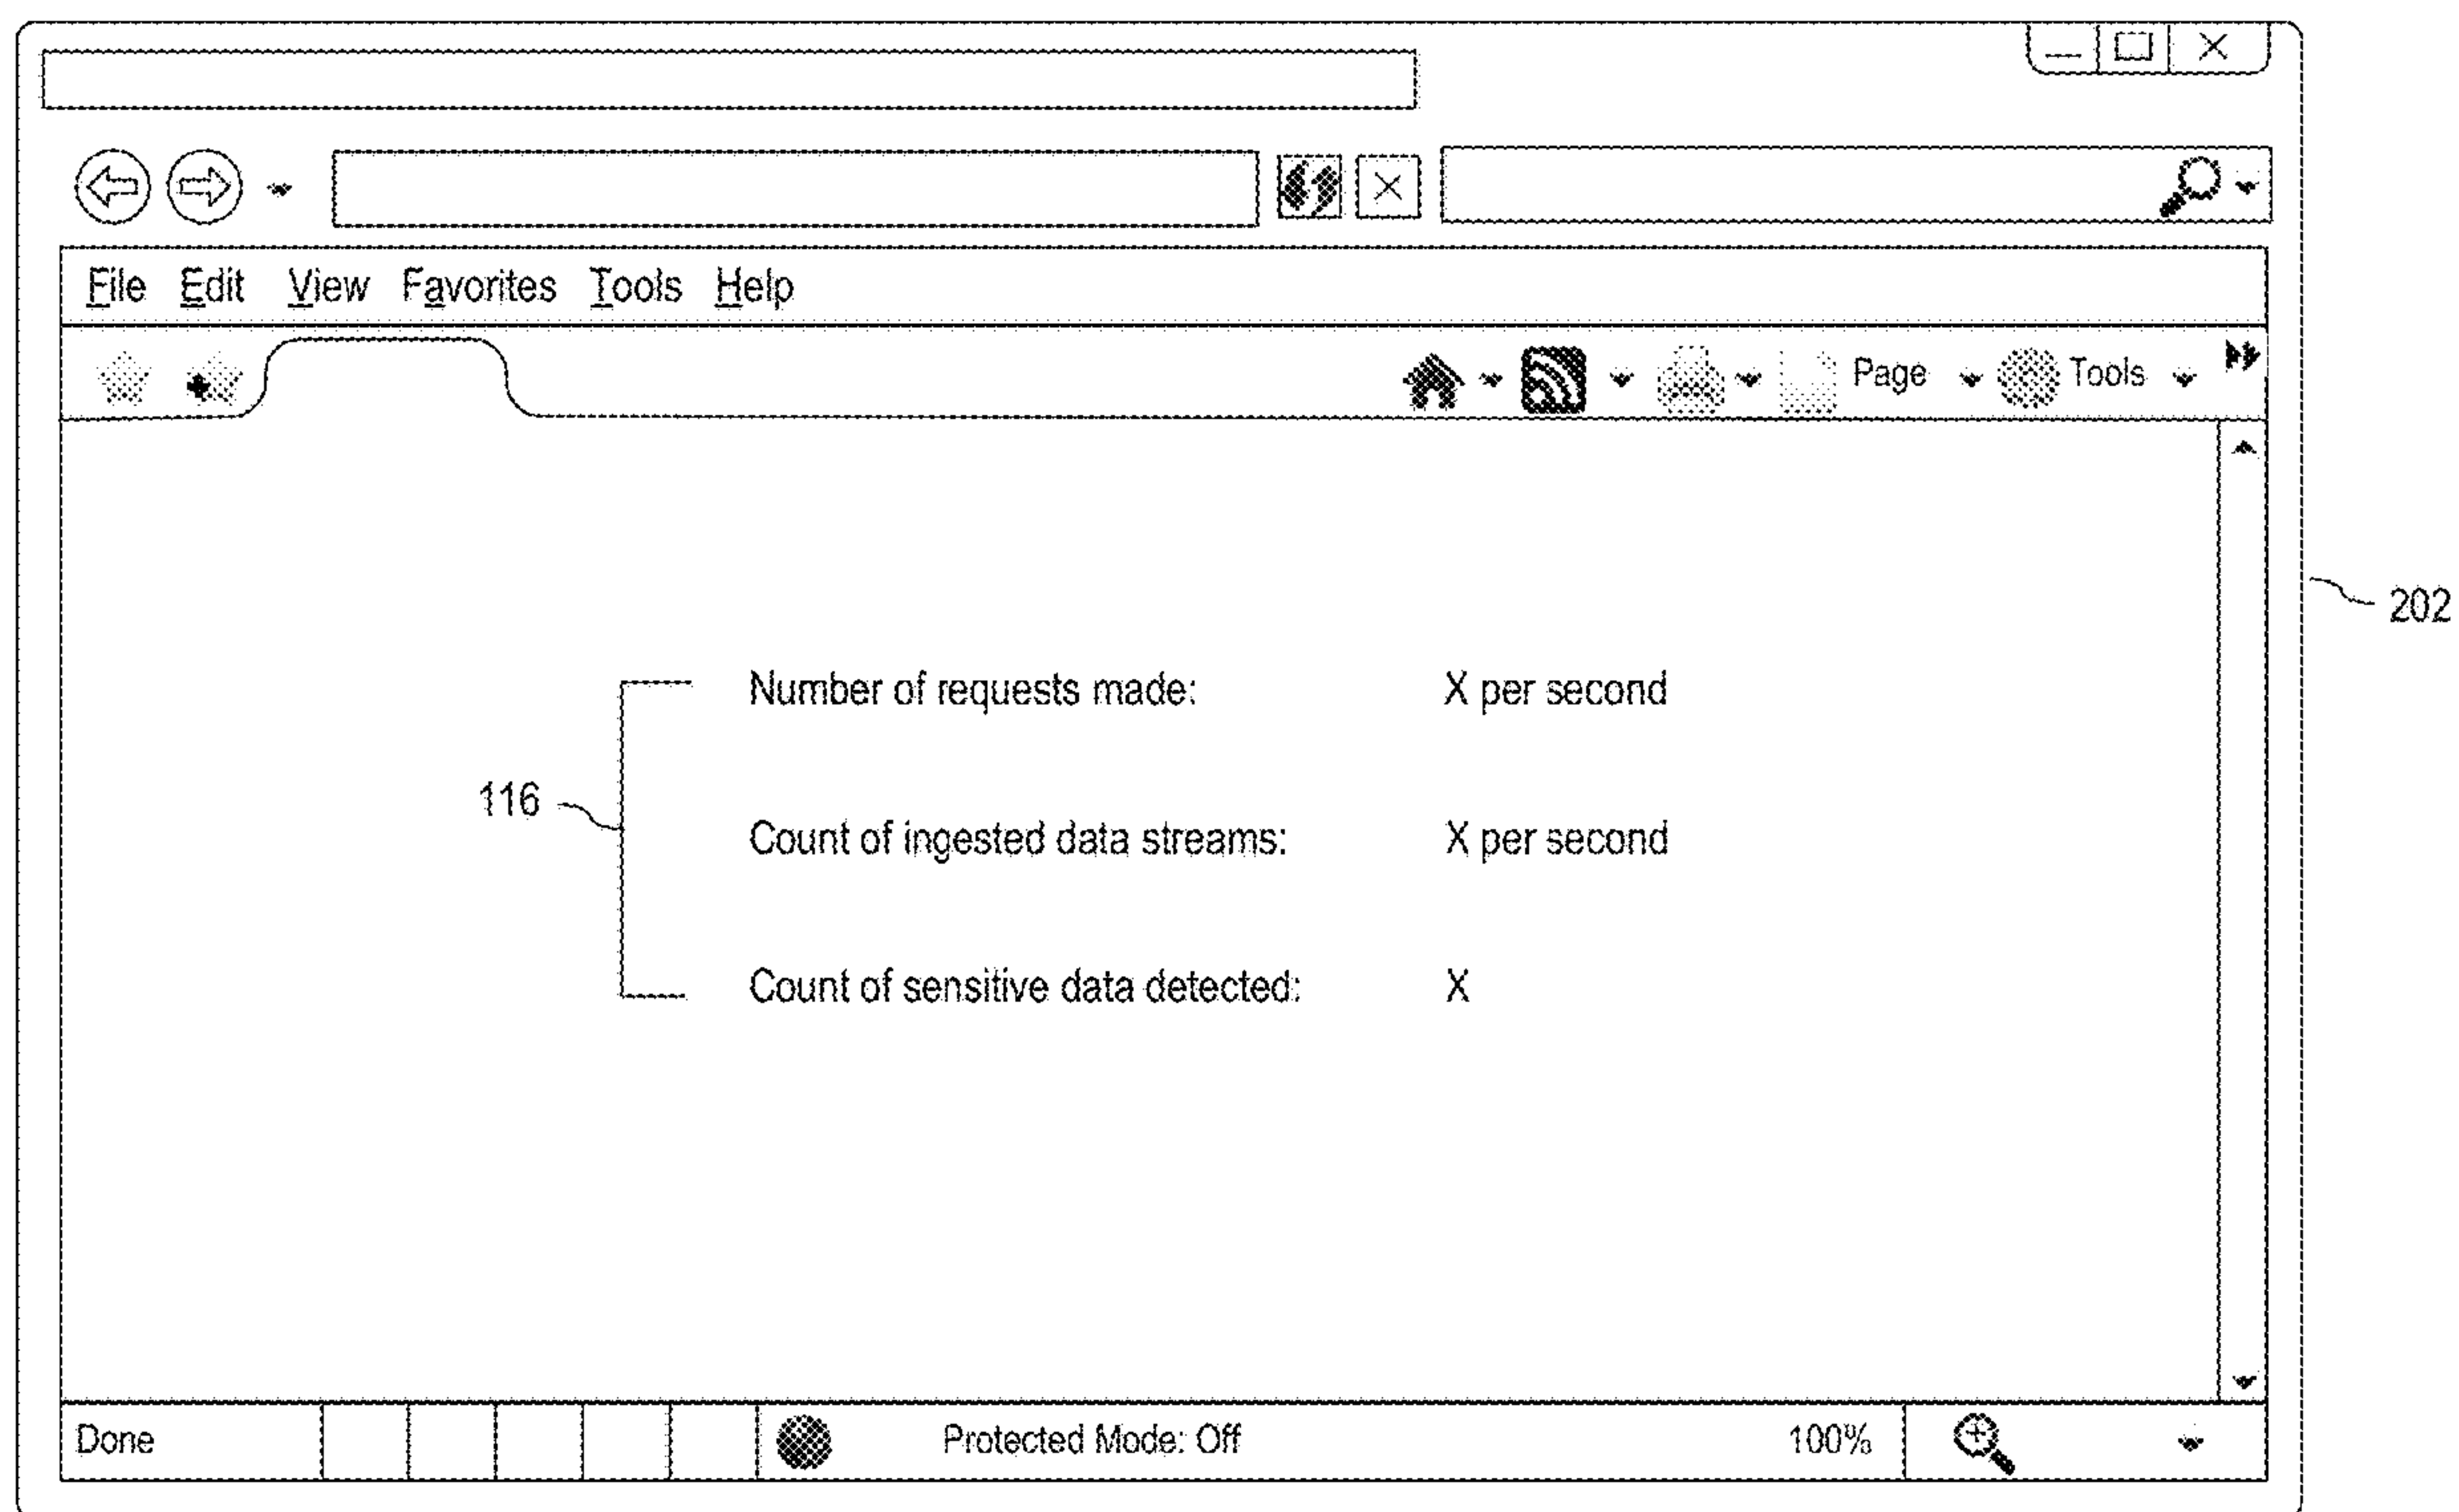 File Edit View Favorites Tools Help
Page Tools
202
Number of requests made: X per second
116
Count of ingested data streams: X per second
Count of sensitive data detected: X
Done Protected Mode: Off 100%